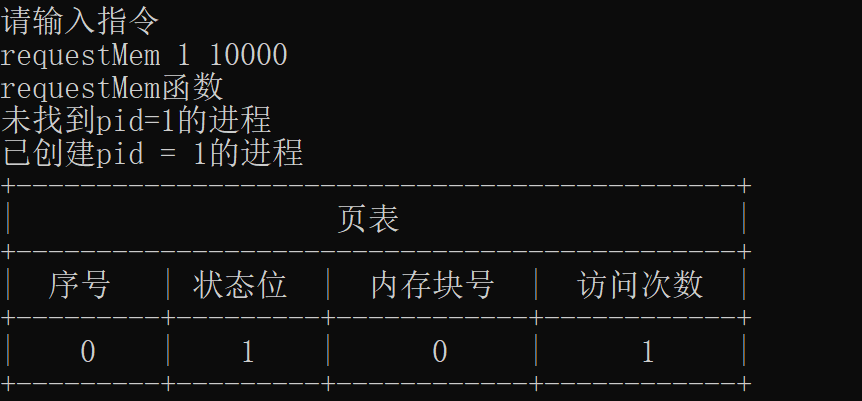 请输入指令
requestMem 1 10000
requestMem函数
未找到pid=1的进程
已创建pid = 1的进程
页表
序号 状态位 内存块号 访问次数
0 1 0 1